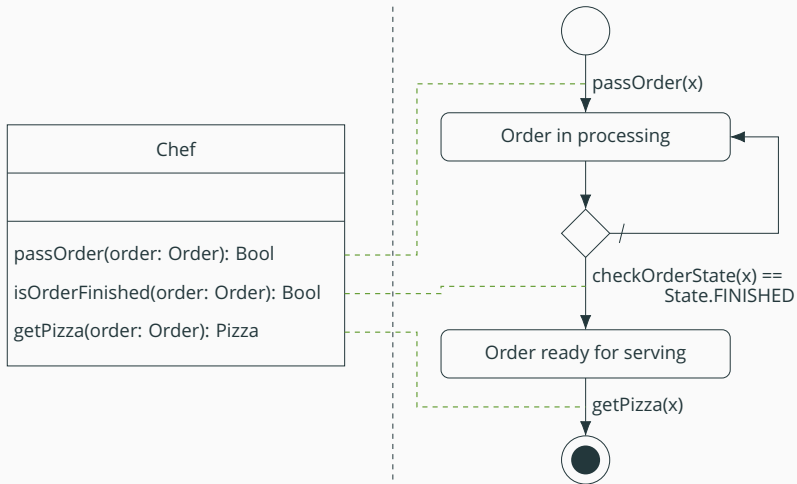 Chef
passOrder(order: Order): Bool
isOrderFinished(order: Order): Bool
getPizza(order: Order): Pizza
passOrder(x)
Order in processing
checkOrderState(x) ==
State.FINISHED
Order ready for serving
getPizza(x)